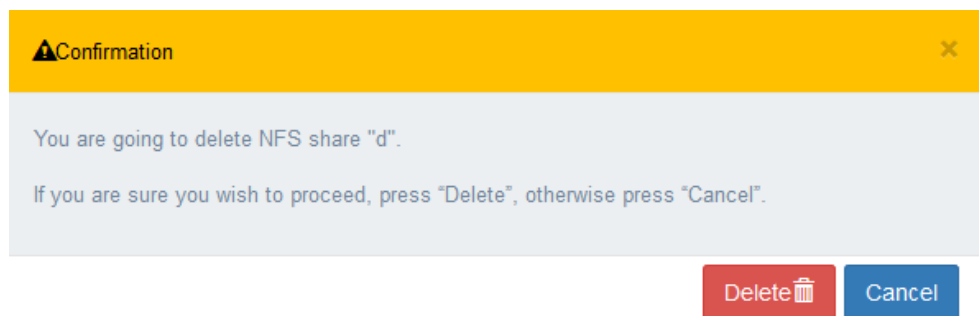 Confirmation
You are going to delete NFS share "d".
If you are sure you wish to proceed, press “Delete”, otherwise press “Cancel”.
Delete
Cancel